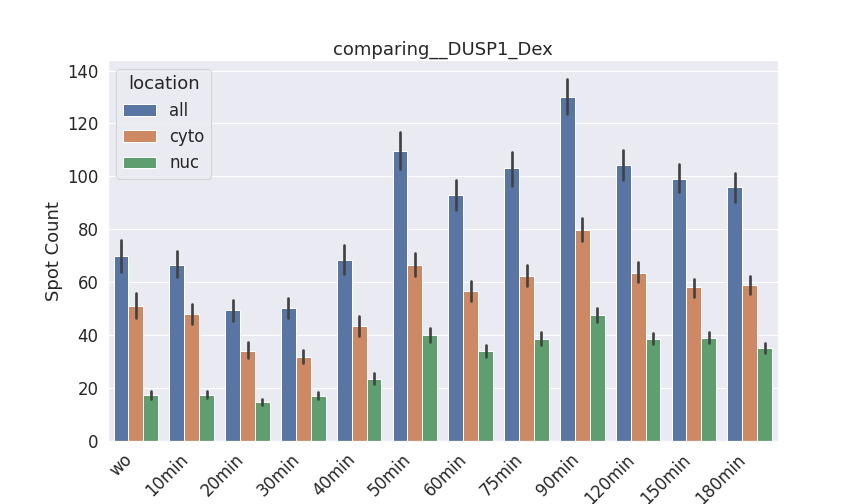 comparing__DUSP1_Dex
location
all
cyto
nuc
Spot Count
140
120
100
80
60
40
20
0
wo
10min
20min
30min
40min
50min
60min
75min
90min
120min
150min
180min